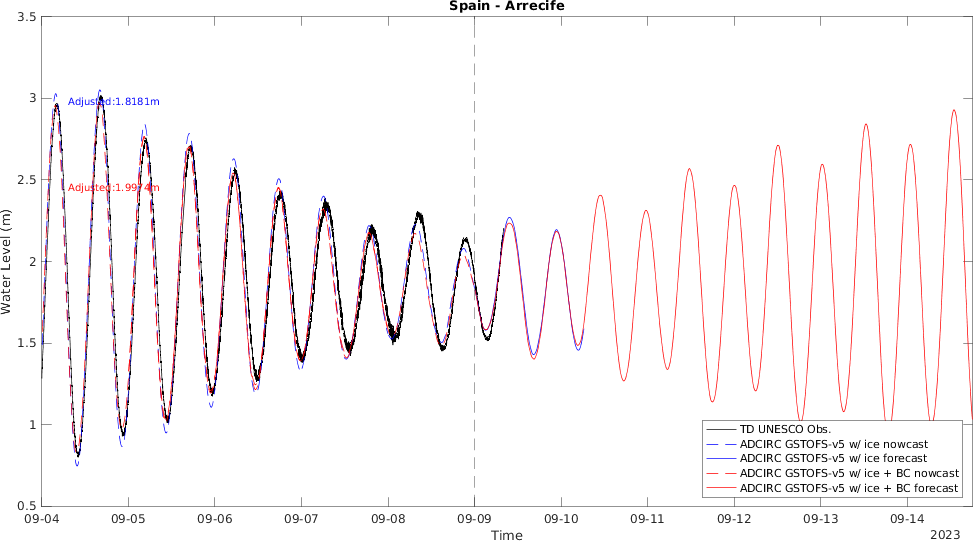 Spain - Arrecife
3.5
3
2.5
2
1.5
1
0.5
Water Level (m)
Adjusted:1.8181m
Adjusted:1.9974m
TD UNESCO Obs.
ADCIRC GSTOFS-v5 w/ ice nowcast
ADCIRC GSTOFS-v5 w/ ice forecast
ADCIRC GSTOFS-v5 w/ ice + BC nowcast
ADCIRC GSTOFS-v5 w/ ice + BC forecast
09-04 09-05 09-06 09-07 09-08 09-09 09-10 09-11 09-12 09-13 09-14
Time
2023